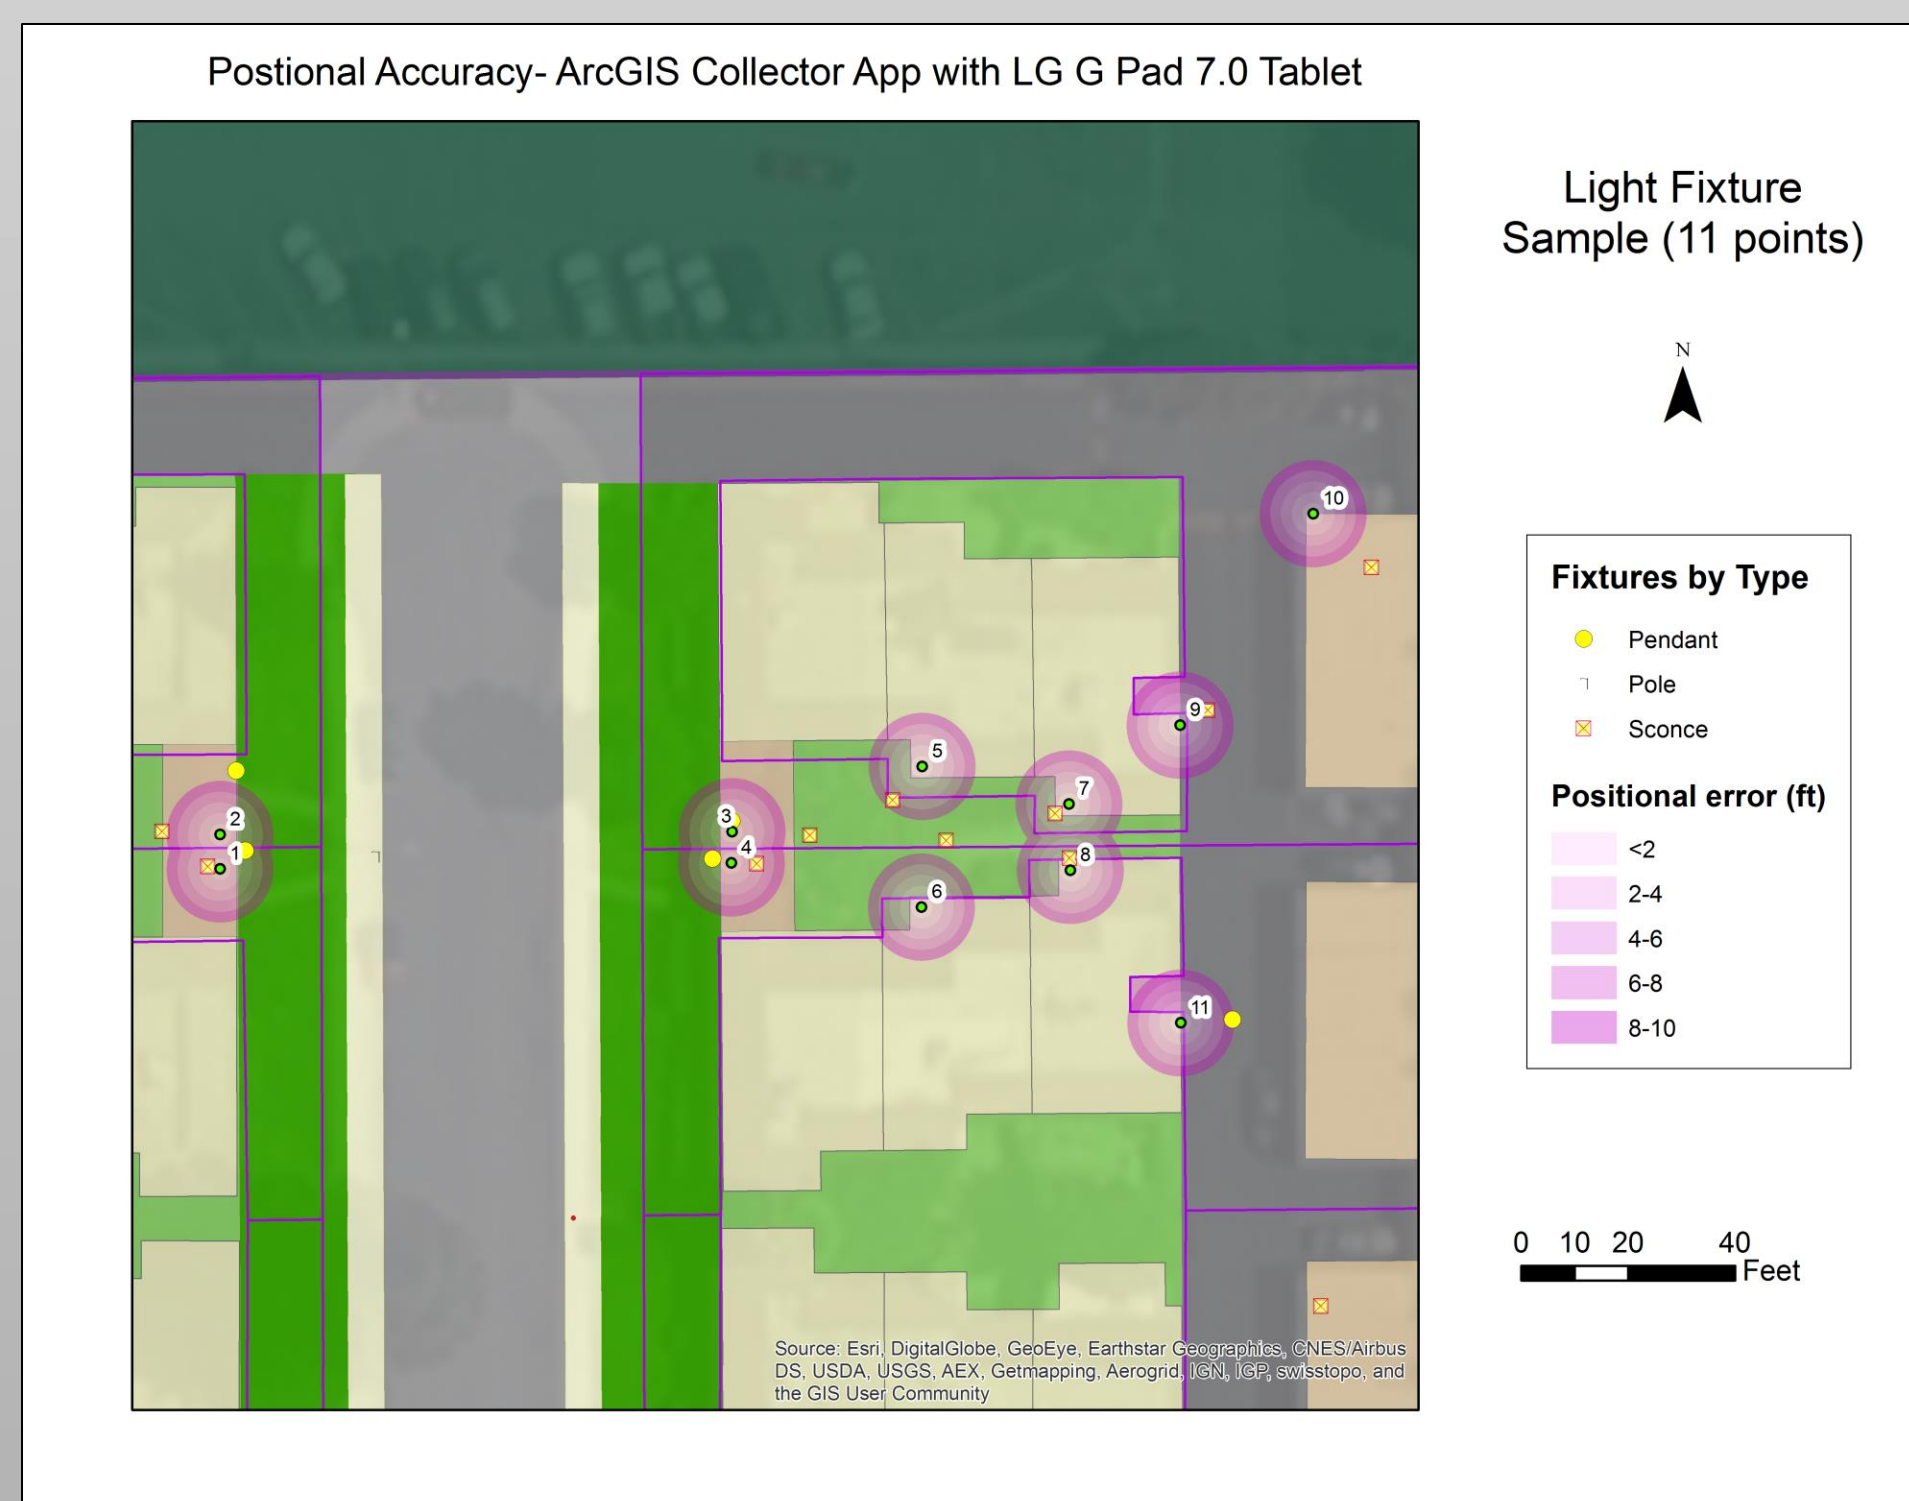 Postional Accuracy- ArcGIS Collector App with LG G Pad 7.0 Tablet
Light Fixture
Sample (11 points)
N
10
9
5
7
3
2
4
1
8
6
11
Fixtures by Type
Pendant
Pole
Sconce
Positional error (ft)
<2
2-4
4-6
6-8
8-10
0 10 20 40
Feet
Source: Esri, DigitalGlobe, GeoEye, Earthstar Geographics, CNES/Airbus
DS, USDA, USGS, AEX, Getmapping, Aerogrid, IGN, IGP, swisstopo, and
the GIS User Community